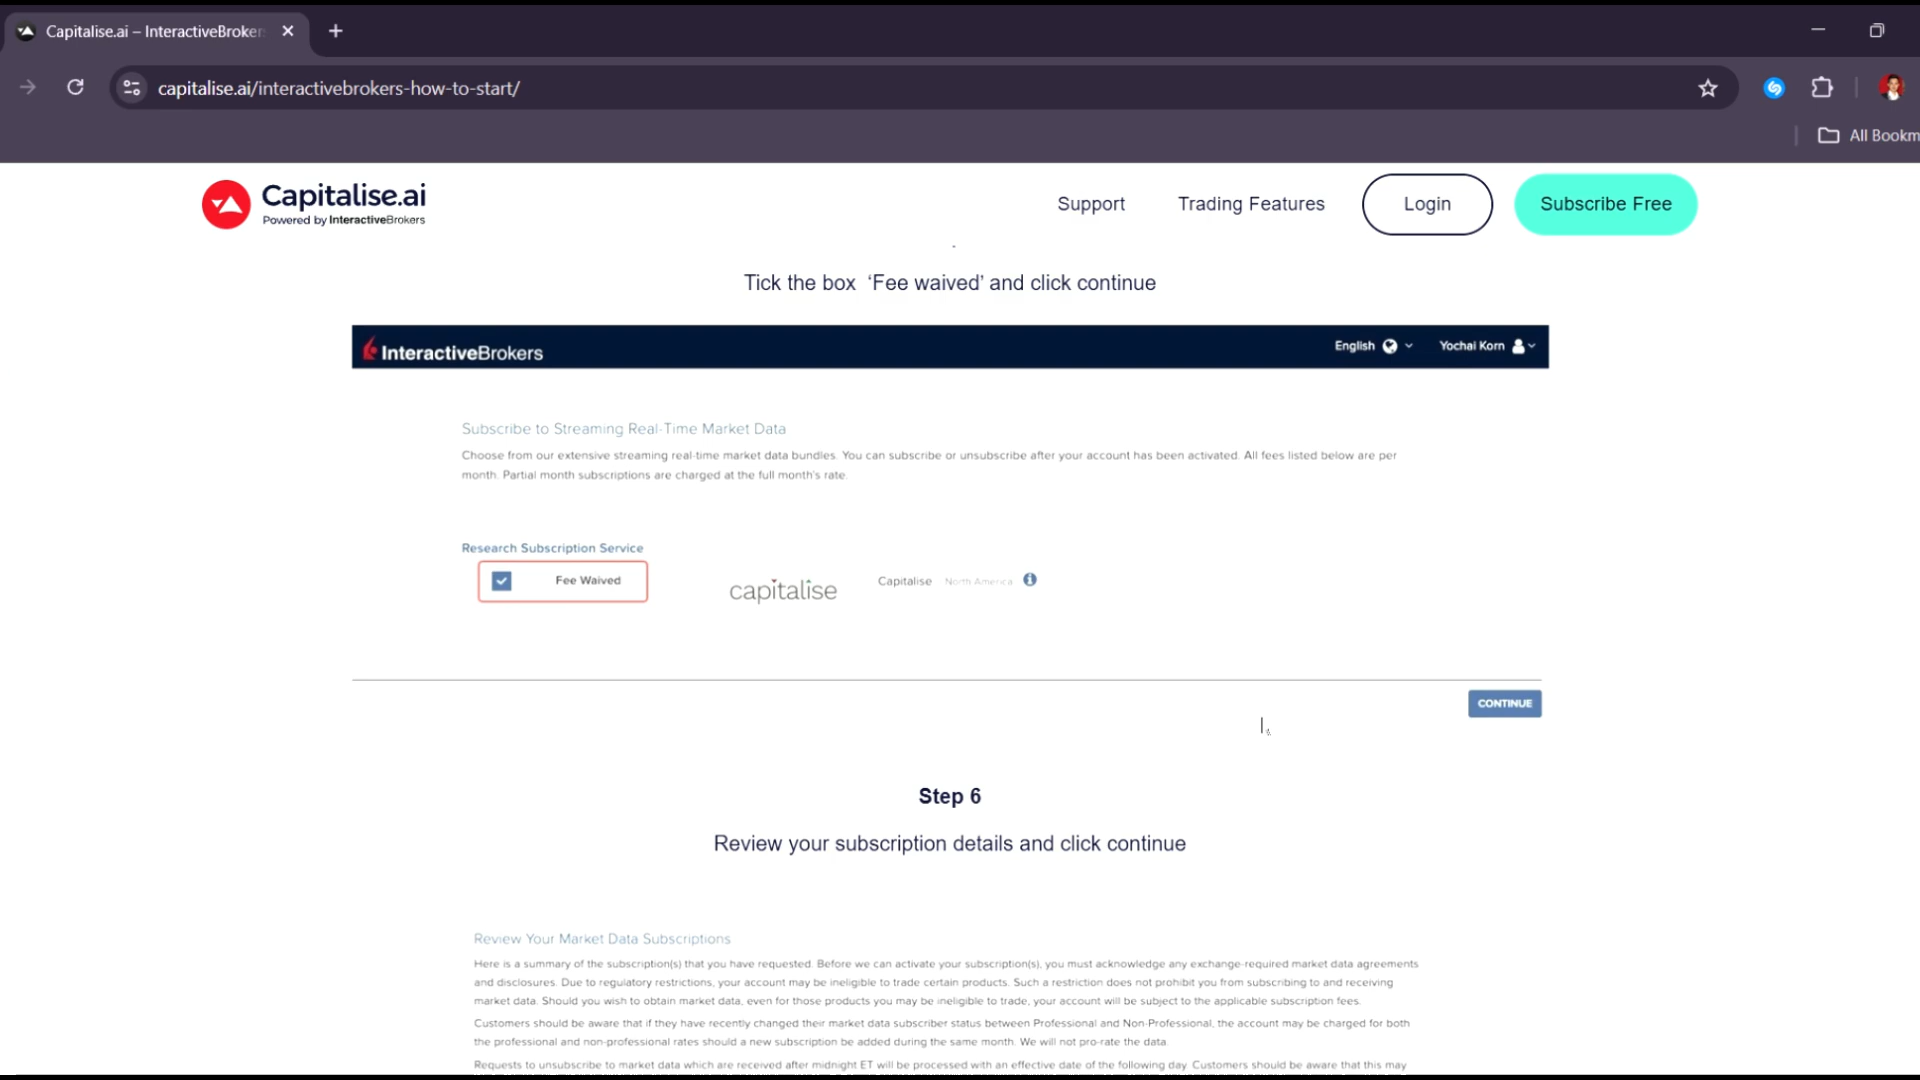 Capitalise.ai – InteractiveBroker
capitalise.ai/interactivebrokers-how-to-start/
All Bookm
Capitalise.ai
Powered by InteractiveBrokers
Support
Trading Features
Login
Subscribe Free
Tick the box ‘Fee waived’ and click continue
InteractiveBrokers
English
Yochai Korn
Subscribe to Streaming Real-Time Market Data
Choose from our extensive streaming real-time market data bundles. You can subscribe or unsubscribe after your account has been activated. All fees listed below are per
month. Partial month subscriptions are charged at the full month's rate.
Research Subscription Service
Fee Waived
capitalise
Capitalise North America
CONTINUE
Step 6
Review your subscription details and click continue
Review Your Market Data Subscriptions
Here is a summary of the subscription(s) that you have requested. Before we can activate your subscription(s), you must acknowledge any exchange-required market data agreements
and disclosures. Due to regulatory restrictions, your account may be ineligible to trade certain products. Such a restriction does not prohibit you from subscribing to and receiving
market data. Should you wish to obtain market data, even for those products you may be ineligible to trade, your account will be subject to the applicable subscription fees.
Customers should be aware that if they have recently changed their market data subscriber status between Professional and Non-Professional, the account may be charged for both
the professional and non-professional rates should a new subscription be added during the same month. We will not pro-rate the data.
Requests to unsubscribe to market data which are received after midnight ET will be processed with an effective date of the following day. Customers should be aware that this may